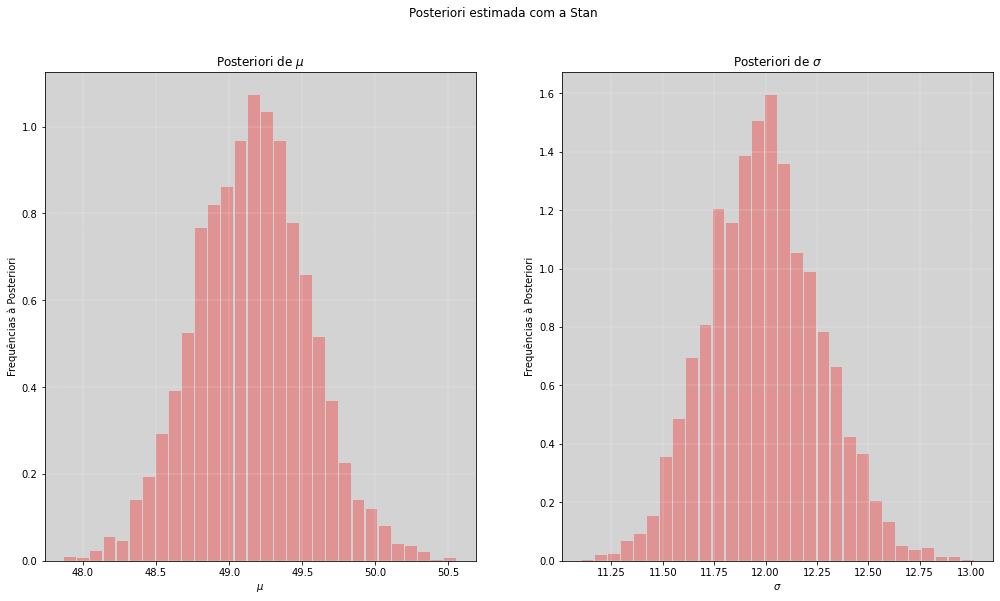 Posteriori estimada com a Stan
Posteriori de μ
Frequências à Posteriori
1.0
0.8
0.6
0.4
0.2
0.0
48.0 48.5 49.0 49.5 50.0 50.5
μ
Posteriori de σ
Frequências à Posteriori
1.6
1.4
1.2
1.0
0.8
0.6
0.4
0.2
0.0
11.25 11.50 11.75 12.00 12.25 12.50 12.75 13.00
σ